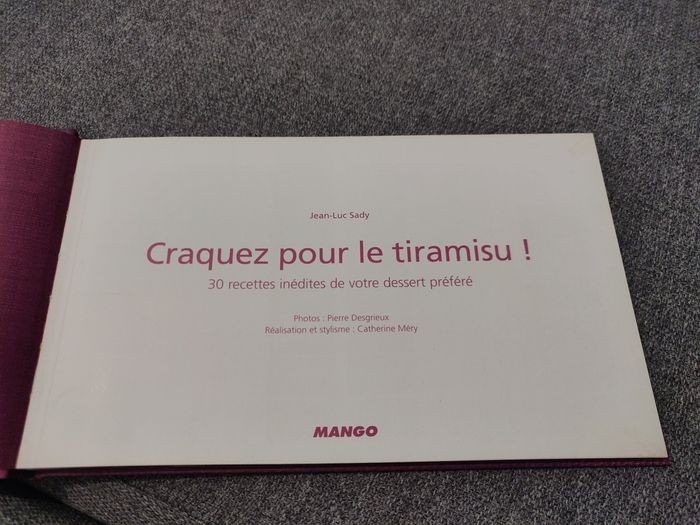 Jean-Luc Sady
Craquez pour le tiramisu !
30 recettes inédites de votre dessert préféré
Photos : Pierre Desgrieux
Réalisation et stylisme : Catherine Méry
MANGO